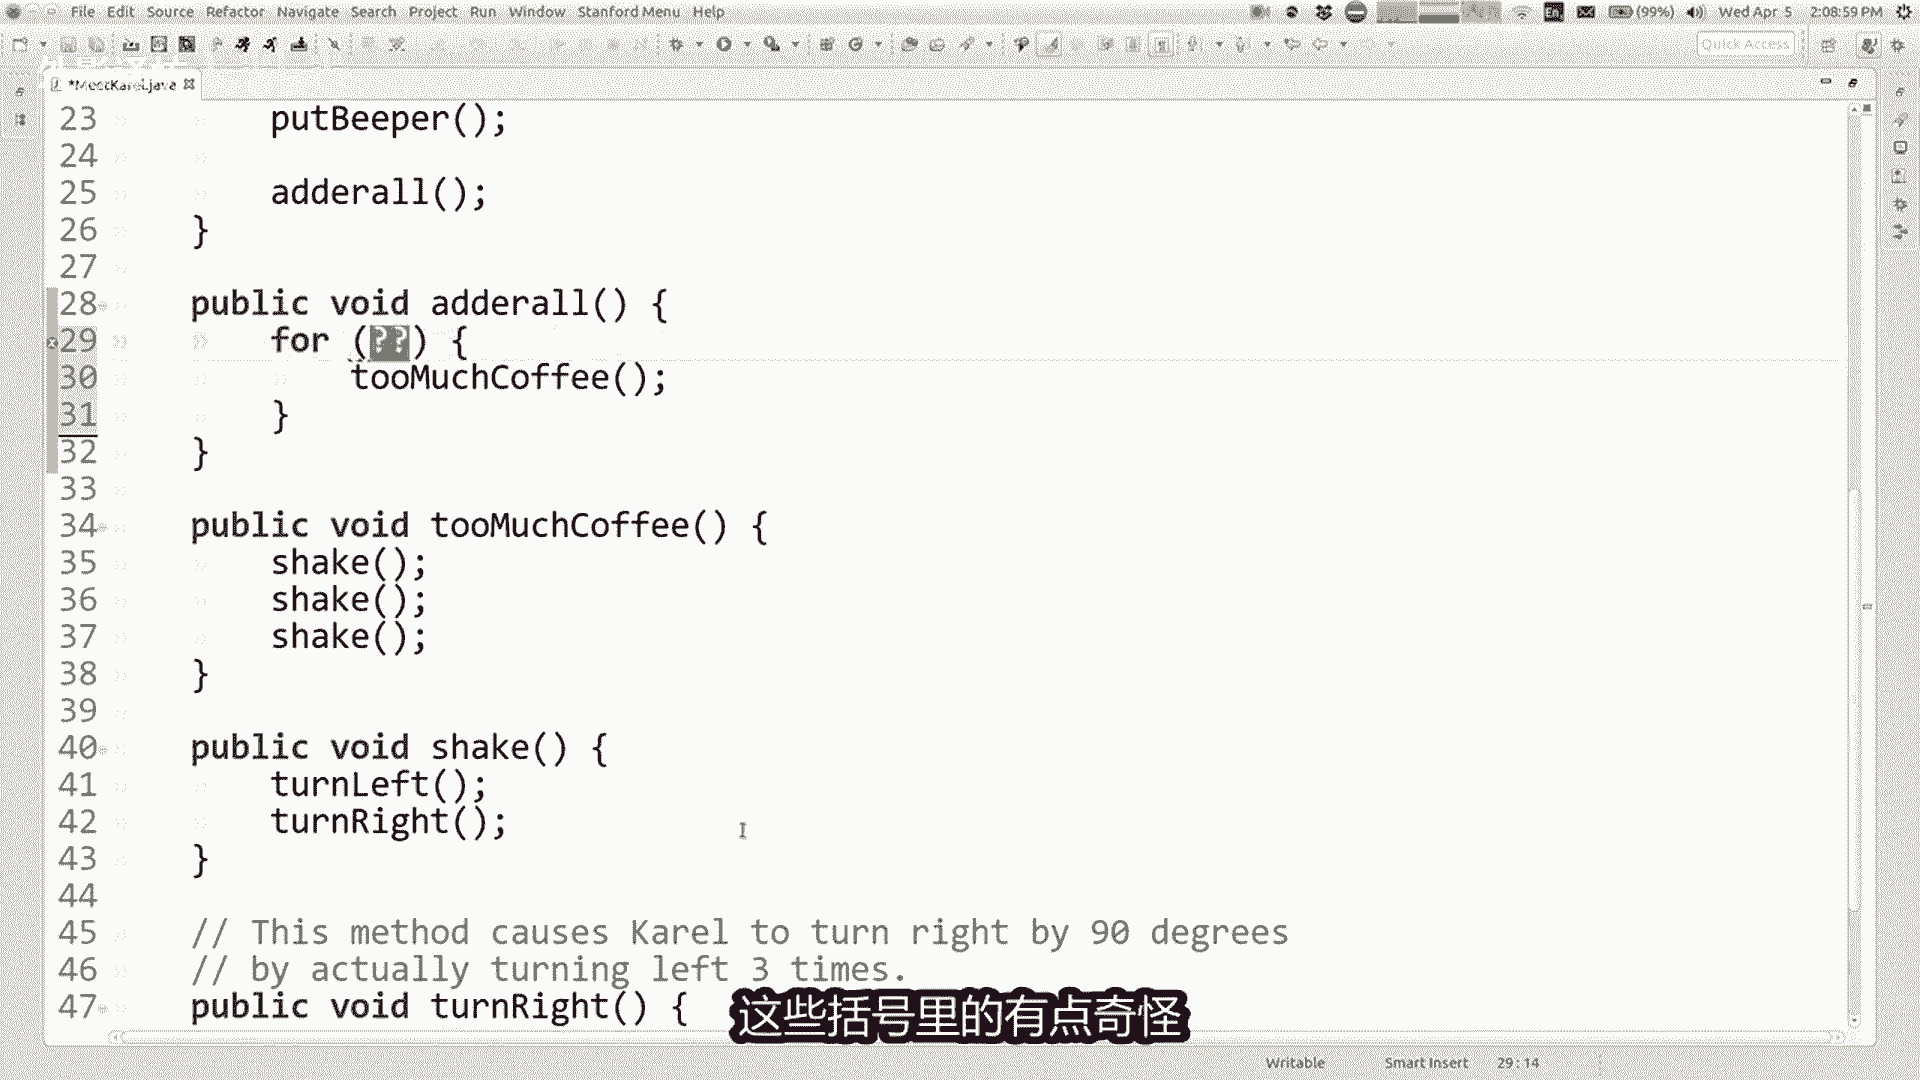 File Edit Source Refactor Navigate Search Project Run Window Stanford Menu Help
En (99%) Wed Apr 5 2:08:59 PM
Quick Access
*MeetKarel.java
23 putBeeper();
24
25 adderall();
26 }
27
28 public void adderall() {
29 for (??) {
30 tooMuchCoffee();
31 }
32 }
33
34 public void tooMuchCoffee() {
35 shake();
36 shake();
37 shake();
38 }
39
40 public void shake() {
41 turnLeft();
42 turnRight();
43 }
44
45 // This method causes Karel to turn right by 90 degrees
46 // by actually turning left 3 times.
47 public void turnRight() {
这些括号里的有点奇怪
Writable Smart Insert 29:14